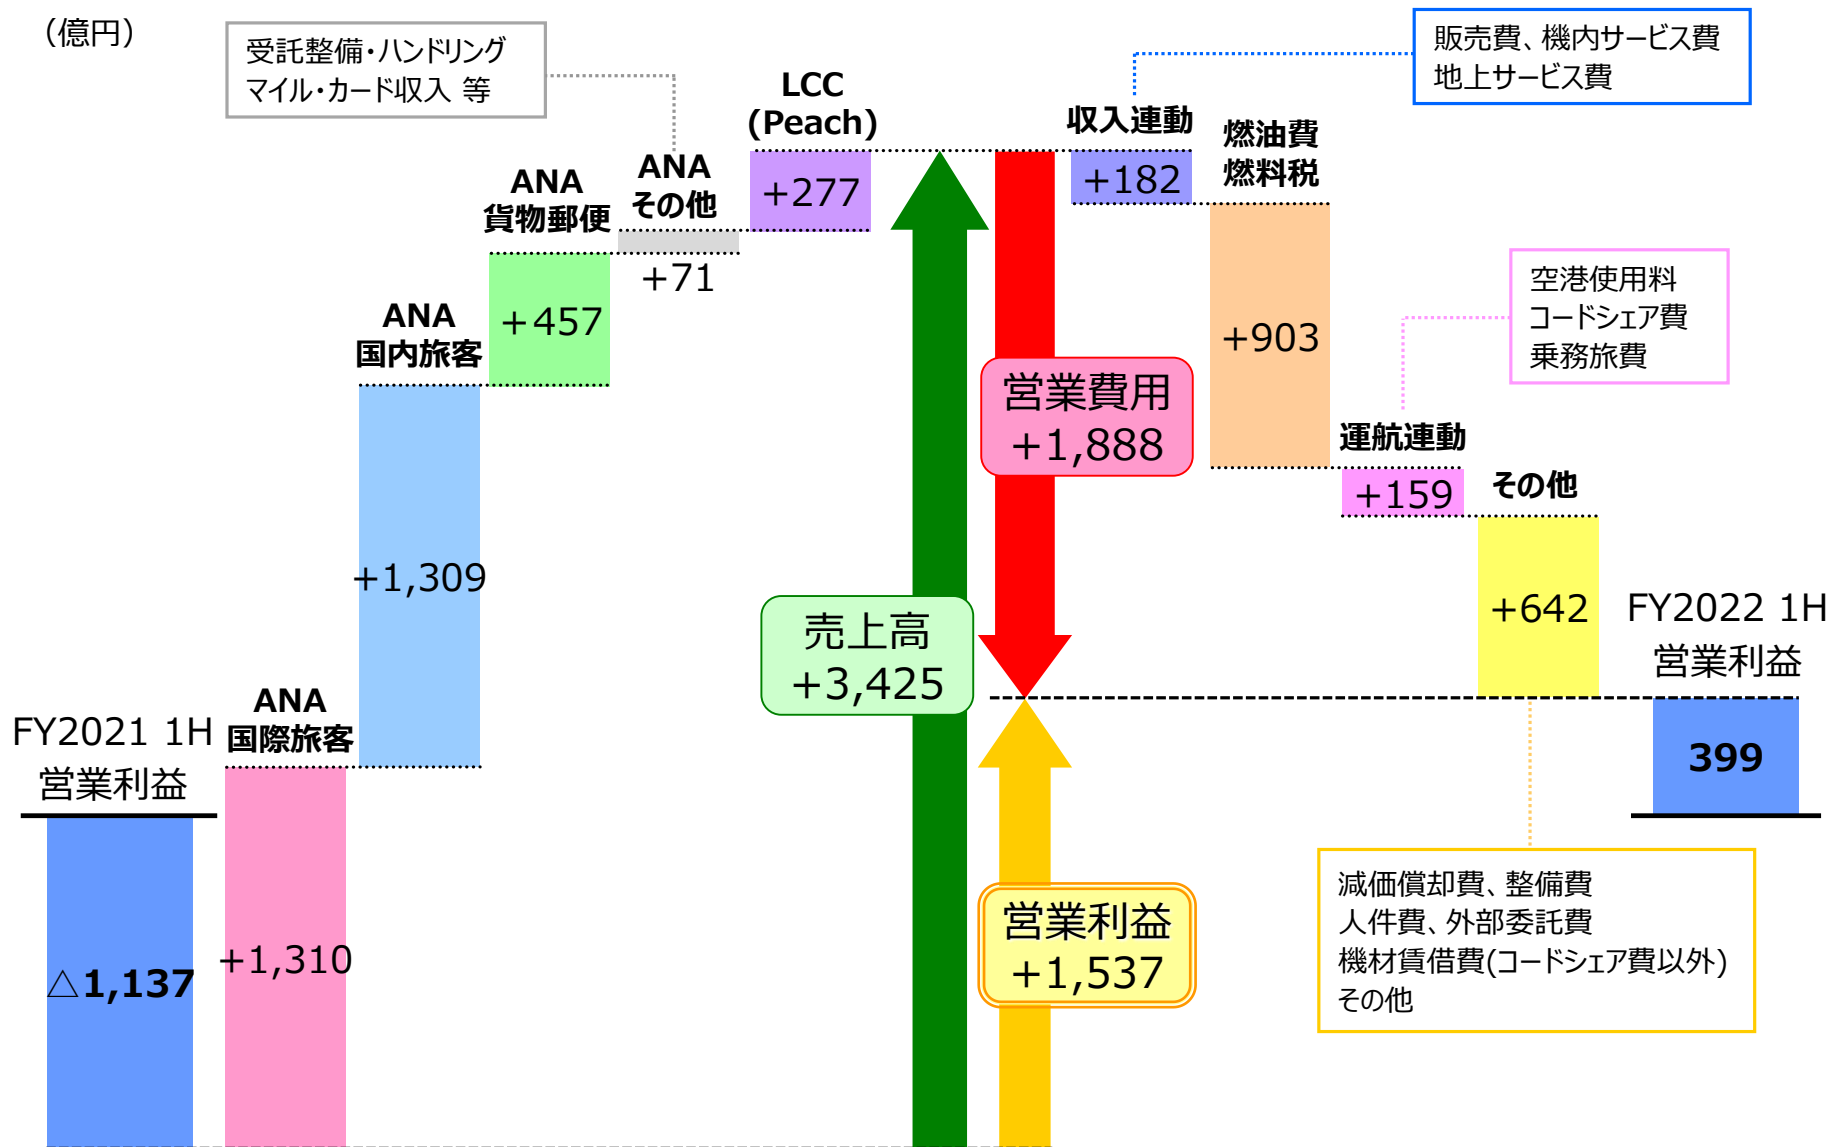 （億円）
受託整備・ハンドリング
マイル・カード収入 等
LCC
(Peach)
ANA
その他
ANA
貨物郵便
ANA
国内旅客
ANA
国際旅客
FY2021 1H
営業利益
△1,137
+1,310
+1,309
+457
+71
+277
売上高
+3,425
営業費用
+1,888
営業利益
+1,537
収入連動
+182
販売費、機内サービス費
地上サービス費
燃油費
燃料税
+903
空港使用料
コードシェア費
乗務旅費
運航連動
+159
その他
+642
FY2022 1H
営業利益
399
減価償却費、整備費
人件費、外部委託費
機材賃借費(コードシェア費以外)
その他